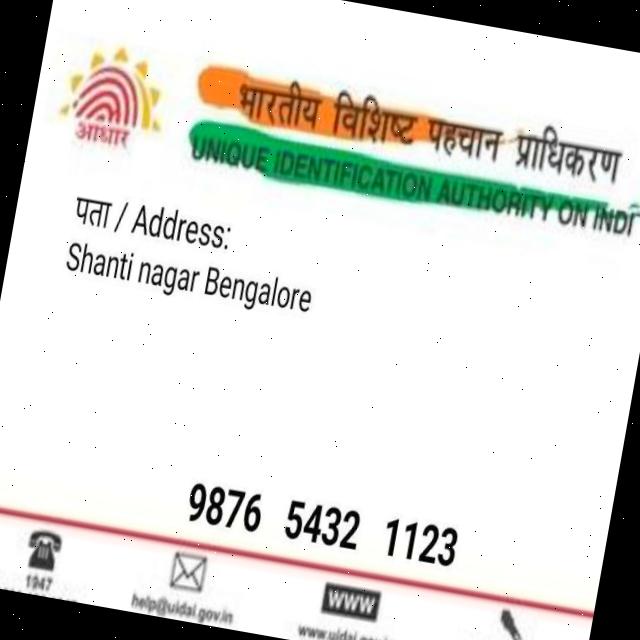 आधार
भारतीय विशिष्ट पहचान प्राधिकरण
UNIQUE IDENTIFICATION AUTHORITY ON INDI
पता / Address:
Shanti nagar Bengalore
9876 5432 1123
1947
help@uidai.gov.in
www
www.uidai.gov.in